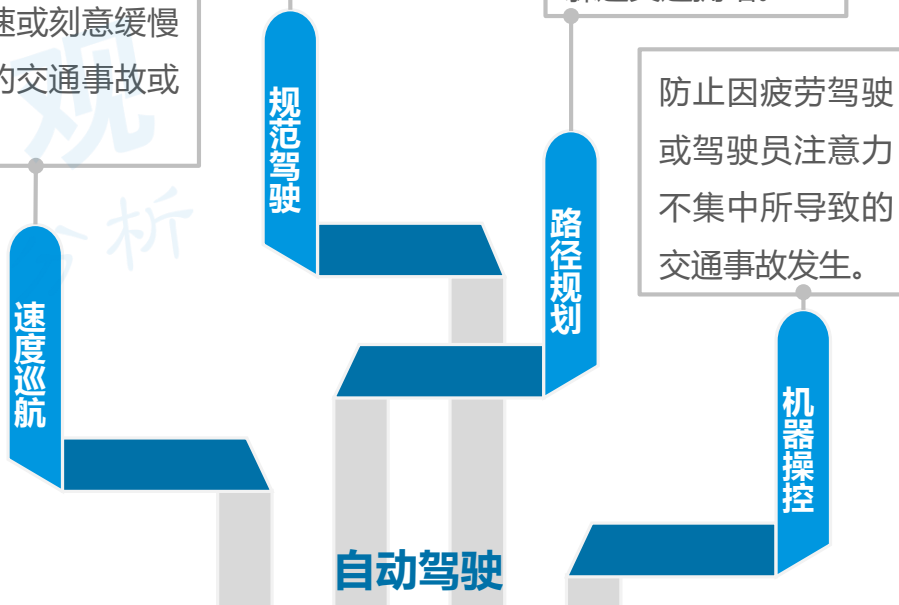 速或刻意缓慢
的交通事故或
规范驾驶
防止因疲劳驾驶
或驾驶员注意力
不集中所导致的
交通事故发生。
路径规划
速度巡航
机器操控
自动驾驶
观
分析